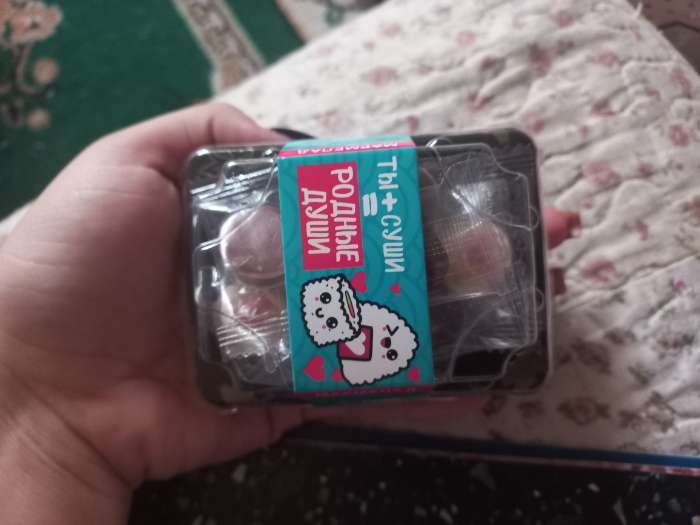 МАРМЕЛАД
ТЫ+СУШИ
=
РОДНЫЕ
ДУШИ